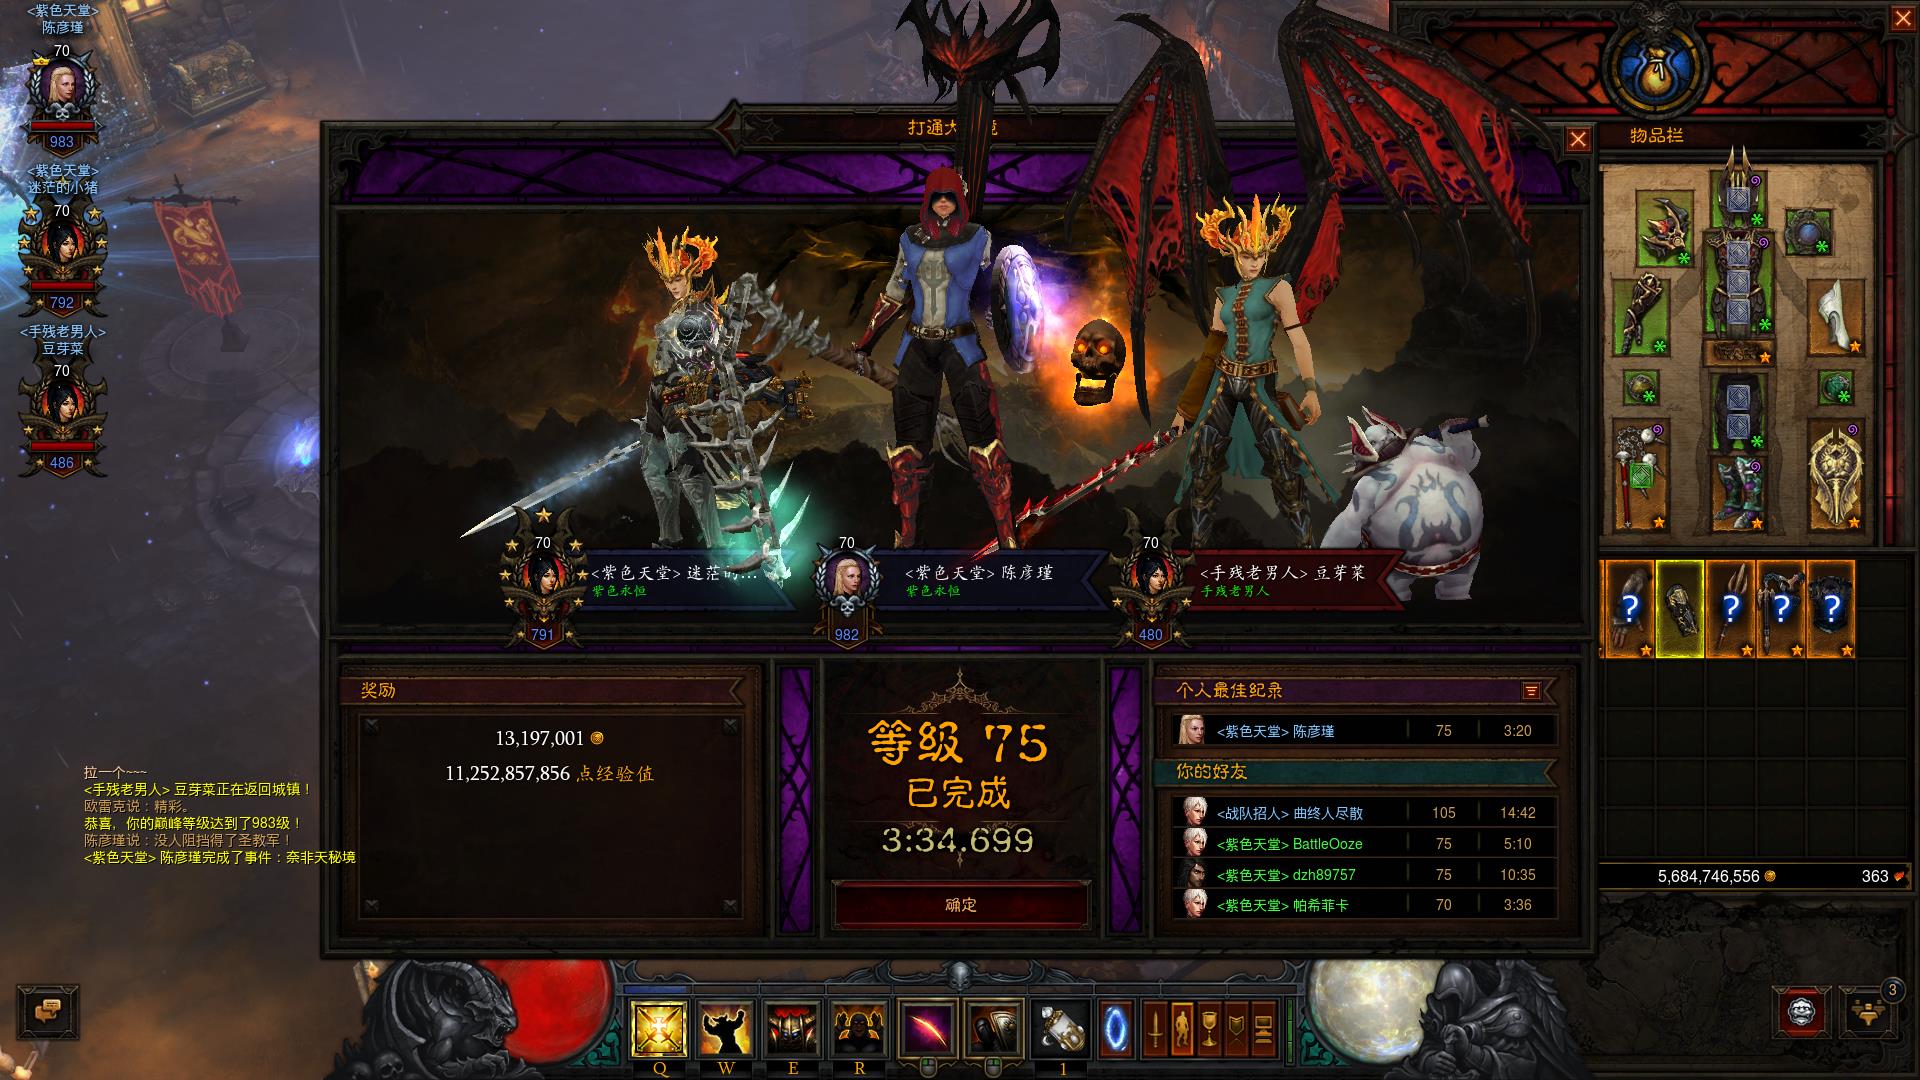 <紫色天堂>
陈彦瑾
70
983
<紫色天堂>
迷茫的小猪
70
792
<手残老男人>
豆芽菜
70
486
拉一个~~~
<手残老男人> 豆芽菜正在返回城镇！
欧雷克说：精彩。
恭喜，你的巅峰等级达到了983级！
陈彦瑾说：没人阻挡得了圣教军！
<紫色天堂> 陈彦瑾完成了事件：奈非天秘境
打通大
境
70
<紫色天堂> 迷茫的...
紫色永恒
791
70
<紫色天堂> 陈彦瑾
紫色永恒
982
70
<手残老男人> 豆芽菜
手残老男人
480
奖励
13,197,001
11,252,857,856 点经验值
等级 75
已完成
3:34.699
确定
个人最佳纪录
<紫色天堂> 陈彦瑾 75 3:20
你的好友
<战队招人> 曲终人尽散 105 14:42
<紫色天堂> BattleOoze 75 5:10
<紫色天堂> dzh89757 75 10:35
<紫色天堂> 帕希菲卡 70 3:36
物品栏
? ? ? ?
5,684,746,556 363
Q W E R 1
3